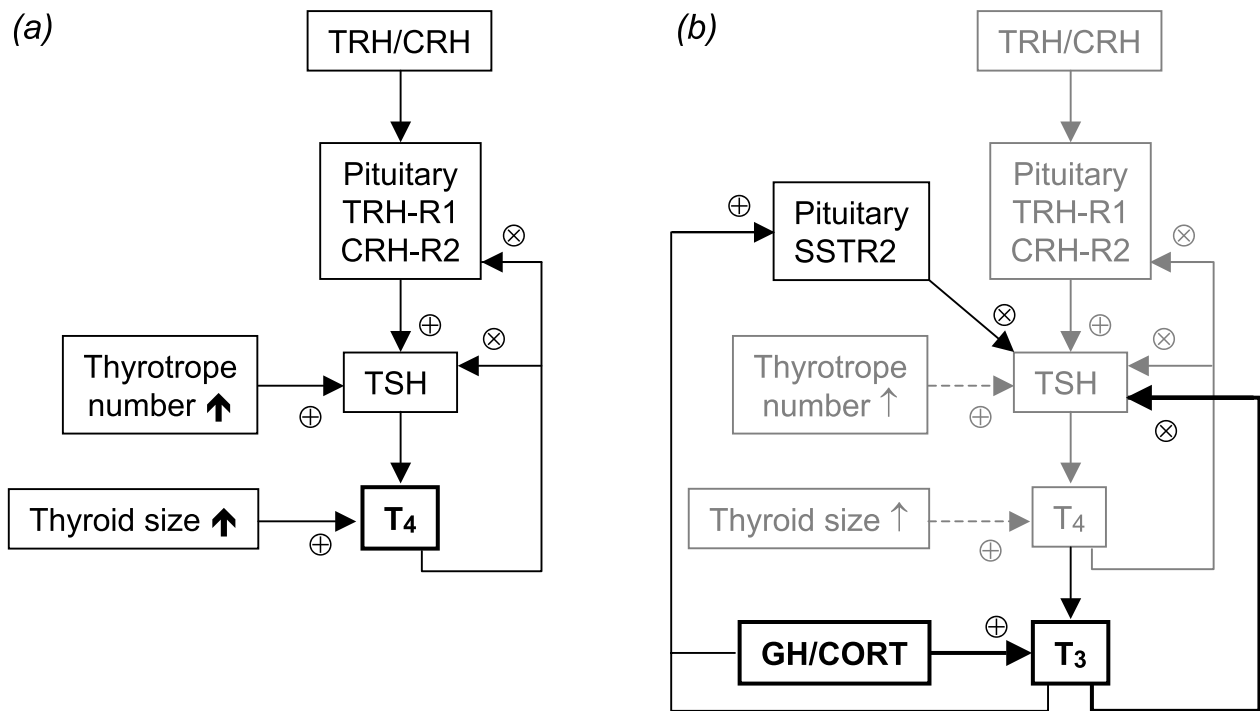 (a)
TRH/CRH
Pituitary
TRH-R1
CRH-R2
⊗
⊕
⊗
Thyrotrope
number ↑
⊕
TSH
Thyroid size ↑
⊕
T₄
(b)
TRH/CRH
⊕
Pituitary
SSTR2
⊗
Pituitary
TRH-R1
CRH-R2
⊗
⊕
⊗
Thyrotrope
number ↑
⊕
TSH
⊗
Thyroid size ↑
⊕
T₄
GH/CORT
⊕
T₃